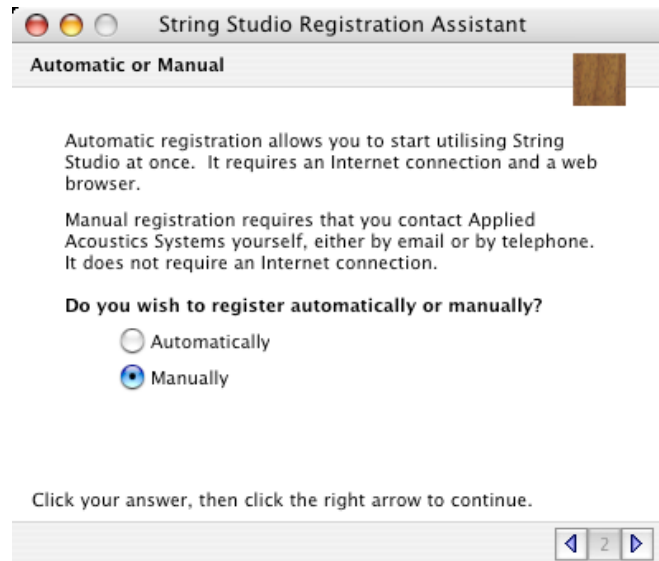 String Studio Registration Assistant
Automatic or Manual
Automatic registration allows you to start utilising String
Studio at once. It requires an Internet connection and a web
browser.
Manual registration requires that you contact Applied
Acoustics Systems yourself, either by email or by telephone.
It does not require an Internet connection.
Do you wish to register automatically or manually?
Automatically
Manually
Click your answer, then click the right arrow to continue.
2